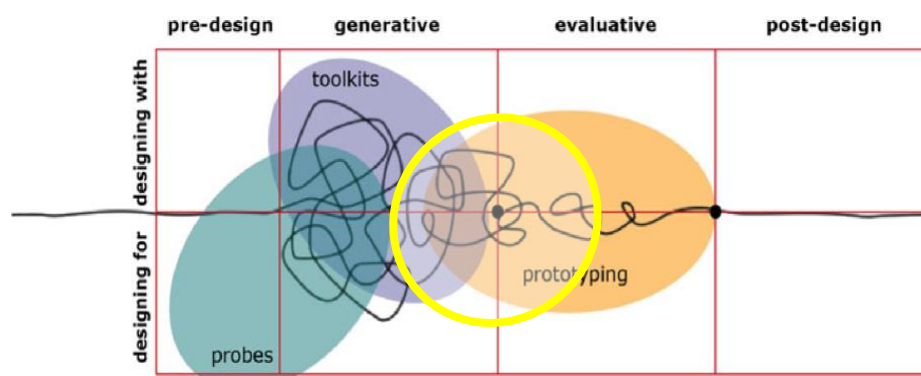 pre-design generative evaluative post-design
designing with
toolkits
designing for
prototyping
probes